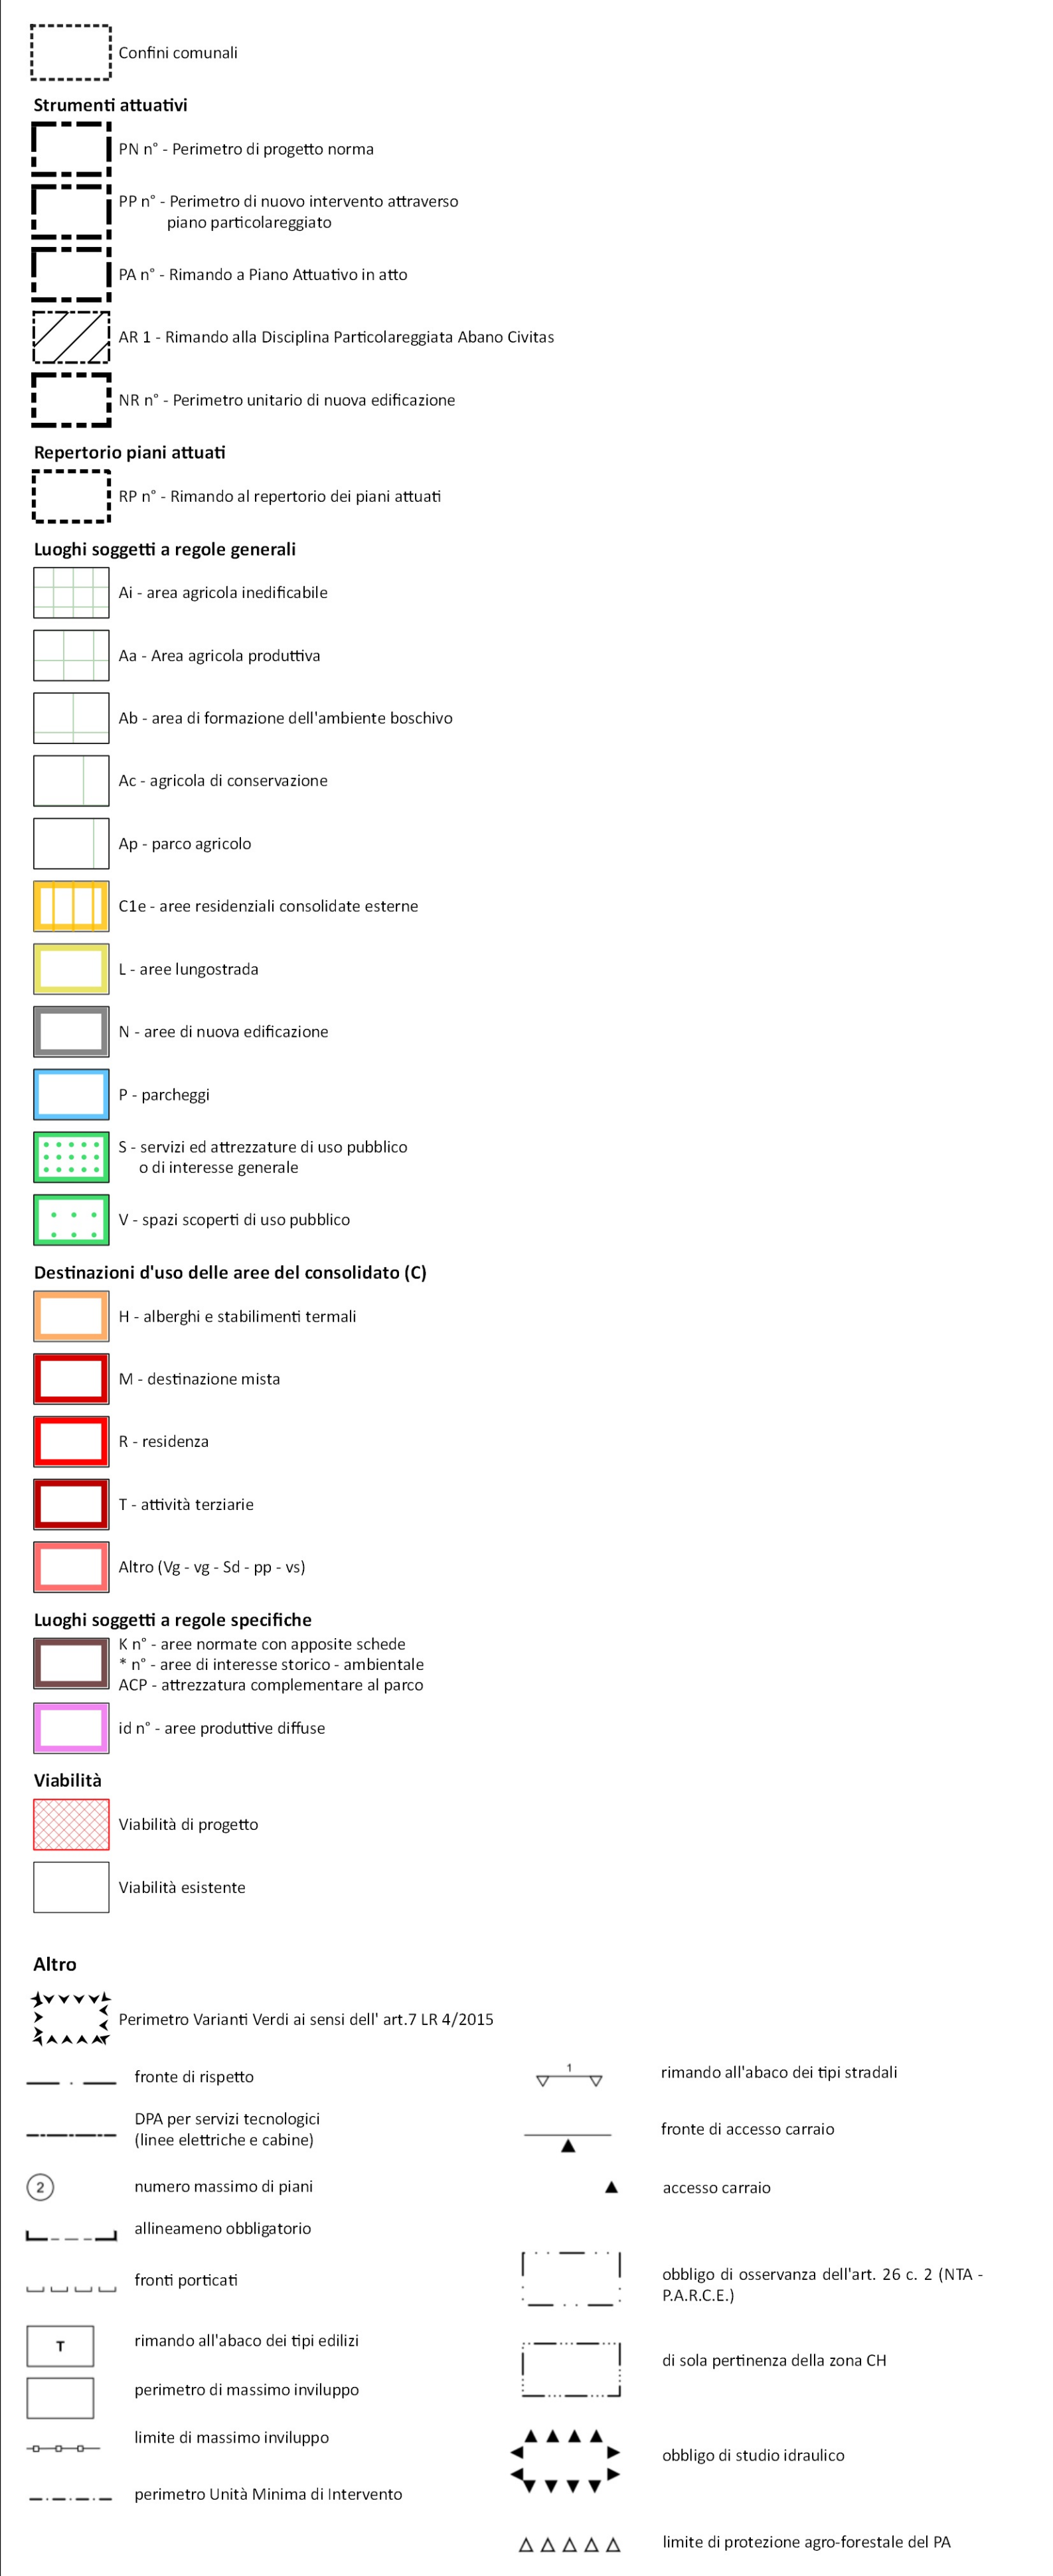 Confini comunali
Strumenti attuativi
PN n° - Perimetro di progetto norma
PP n° - Perimetro di nuovo intervento attraverso
piano particolareggiato
PA n° - Rimando a Piano Attuativo in atto
AR 1 - Rimando alla Disciplina Particolareggiata Abano Civitas
NR n° - Perimetro unitario di nuova edificazione
Repertorio piani attuati
RP n° - Rimando al repertorio dei piani attuati
Luoghi soggetti a regole generali
Ai - area agricola inedificabile
Aa - Area agricola produttiva
Ab - area di formazione dell'ambiente boschivo
Ac - agricola di conservazione
Ap - parco agricolo
C1e - aree residenziali consolidate esterne
L - aree lungostrada
N - aree di nuova edificazione
P - parcheggi
S - servizi ed attrezzature di uso pubblico
o di interesse generale
V - spazi scoperti di uso pubblico
Destinazioni d'uso delle aree del consolidato (C)
H - alberghi e stabilimenti termali
M - destinazione mista
R - residenza
T - attività terziarie
Altro (Vg - vg - Sd - pp - vs)
Luoghi soggetti a regole specifiche
K n° - aree normate con apposite schede
* n° - aree di interesse storico - ambientale
ACP - attrezzatura complementare al parco
id n° - aree produttive diffuse
Viabilità
Viabilità di progetto
Viabilità esistente
Altro
Perimetro Varianti Verdi ai sensi dell' art.7 LR 4/2015
fronte di rispetto
DPA per servizi tecnologici
(linee elettriche e cabine)
2 numero massimo di piani
allineameno obbligatorio
fronti porticati
T rimando all'abaco dei tipi edilizi
perimetro di massimo inviluppo
limite di massimo inviluppo
perimetro Unità Minima di Intervento
1 rimando all'abaco dei tipi stradali
fronte di accesso carraio
accesso carraio
obbligo di osservanza dell'art. 26 c. 2 (NTA -
P.A.R.C.E.)
di sola pertinenza della zona CH
obbligo di studio idraulico
limite di protezione agro-forestale del PA